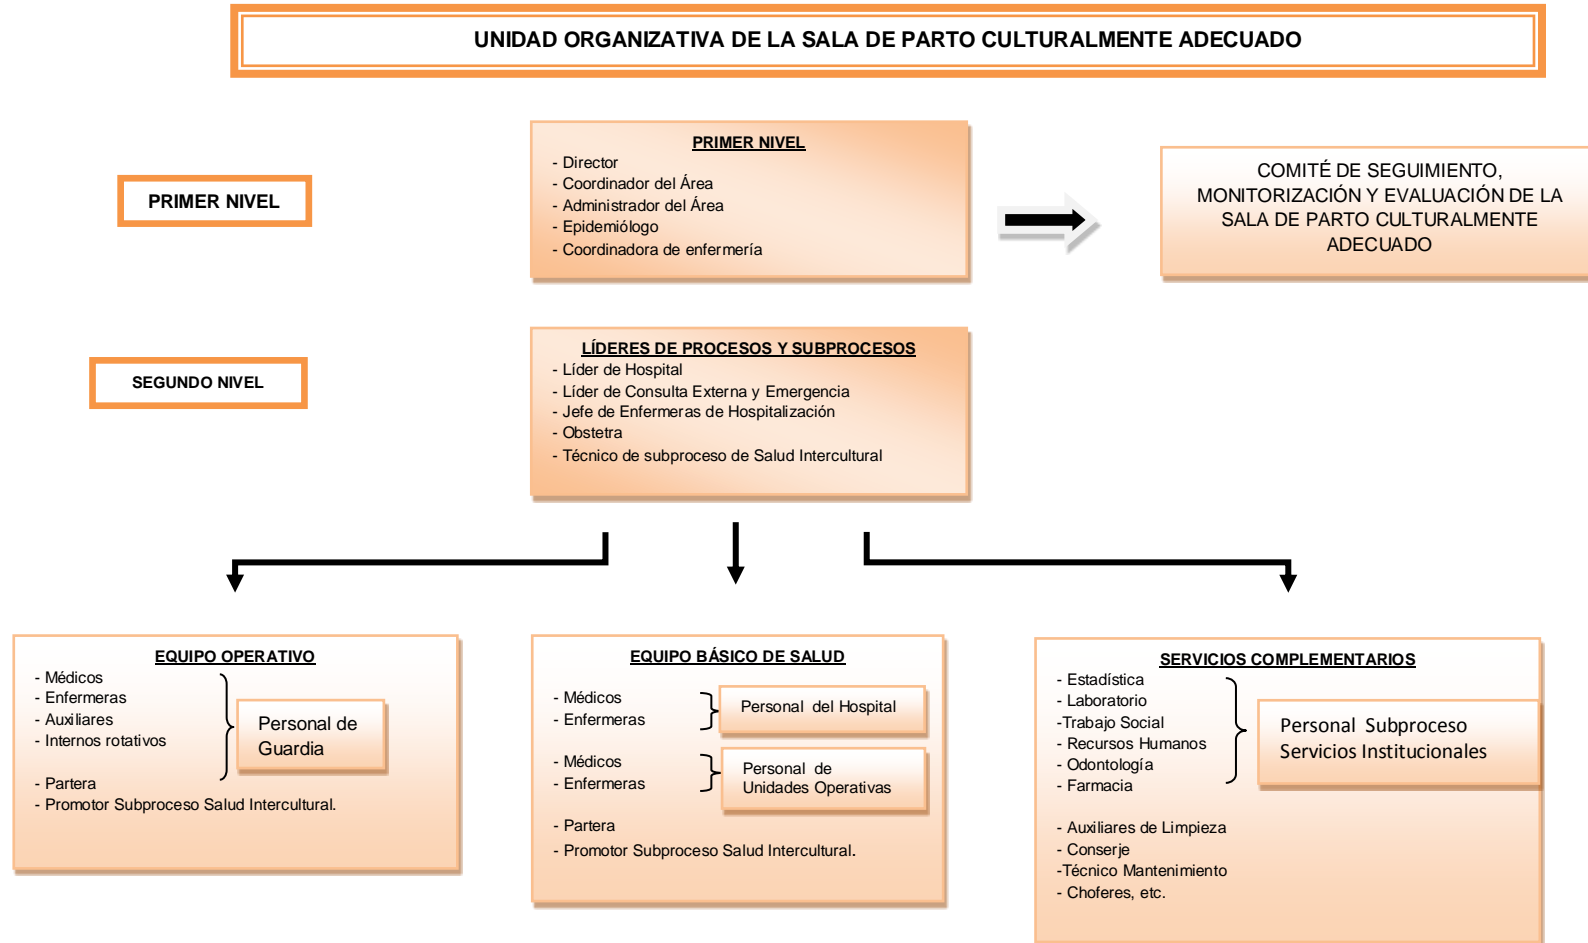 UNIDAD ORGANIZATIVA DE LA SALA DE PARTO CULTURALMENTE ADECUADO
PRIMER NIVEL
PRIMER NIVEL
- Director
- Coordinador del Área
- Administrador del Área
- Epidemiólogo
- Coordinadora de enfermería
COMITÉ DE SEGUIMIENTO,
MONITORIZACIÓN Y EVALUACIÓN DE LA
SALA DE PARTO CULTURALMENTE
ADECUADO
SEGUNDO NIVEL
LÍDERES DE PROCESOS Y SUBPROCESOS
- Líder de Hospital
- Líder de Consulta Externa y Emergencia
- Jefe de Enfermeras de Hospitalización
- Obstetra
- Técnico de subproceso de Salud Intercultural
EQUIPO OPERATIVO
- Médicos
- Enfermeras
- Auxiliares
- Internos rotativos
Personal de
Guardia
- Partera
- Promotor Subproceso Salud Intercultural.
EQUIPO BÁSICO DE SALUD
- Médicos
- Enfermeras
Personal del Hospital
- Médicos
- Enfermeras
Personal de
Unidades Operativas
- Partera
- Promotor Subproceso Salud Intercultural.
SERVICIOS COMPLEMENTARIOS
- Estadística
- Laboratorio
-Trabajo Social
- Recursos Humanos
- Odontología
- Farmacia
Personal Subproceso
Servicios Institucionales
- Auxiliares de Limpieza
- Conserje
-Técnico Mantenimiento
- Choferes, etc.